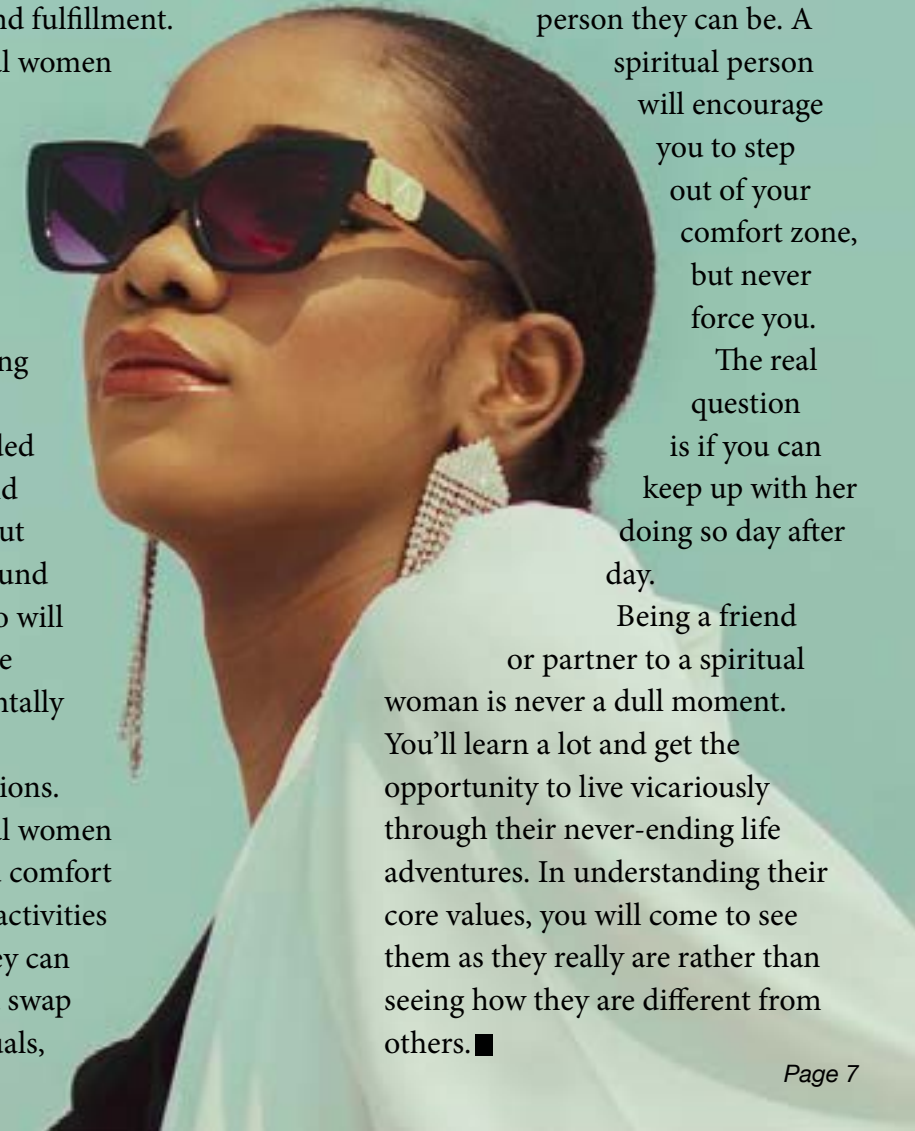 nd fulfillment.
l women
ng
led
d
ut
und
o will
e
ntally
ions.
l women
comfort
activities
ey can
swap
uals,
person they can be. A
spiritual person
will encourage
you to step
out of your
comfort zone,
but never
force you.
The real
question
is if you can
keep up with her
doing so day after
day.
Being a friend
or partner to a spiritual
woman is never a dull moment.
You'll learn a lot and get the
opportunity to live vicariously
through their never-ending life
adventures. In understanding their
core values, you will come to see
them as they really are rather than
seeing how they are different from
others.■
Page 7